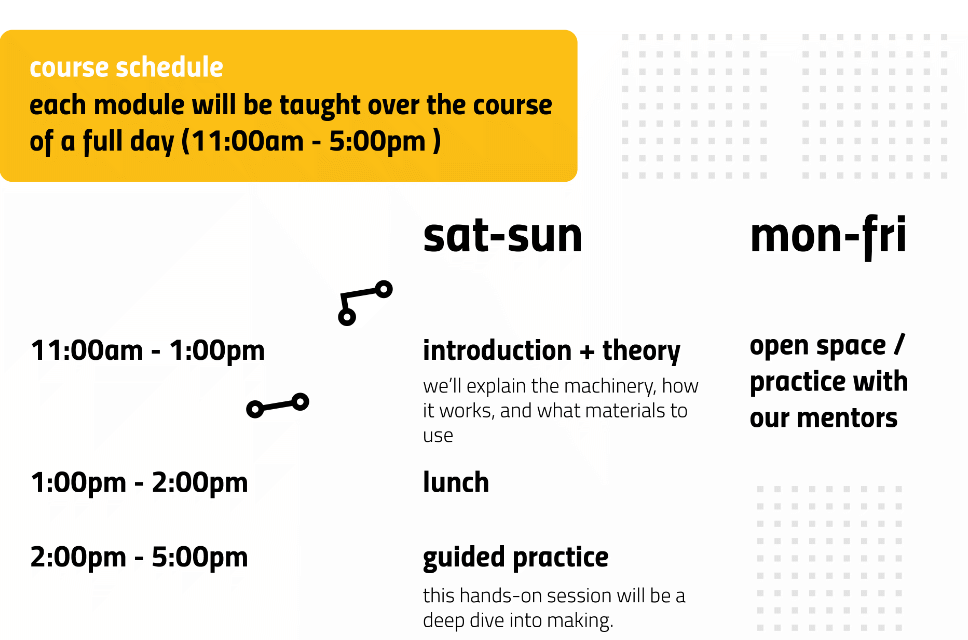 course schedule
each module will be taught over the course
of a full day (11:00am - 5:00pm )
sat-sun
mon-fri
11:00am - 1:00pm
introduction + theory
we’ll explain the machinery, how
it works, and what materials to
use
open space /
practice with
our mentors
1:00pm - 2:00pm
lunch
2:00pm - 5:00pm
guided practice
this hands-on session will be a
deep dive into making.